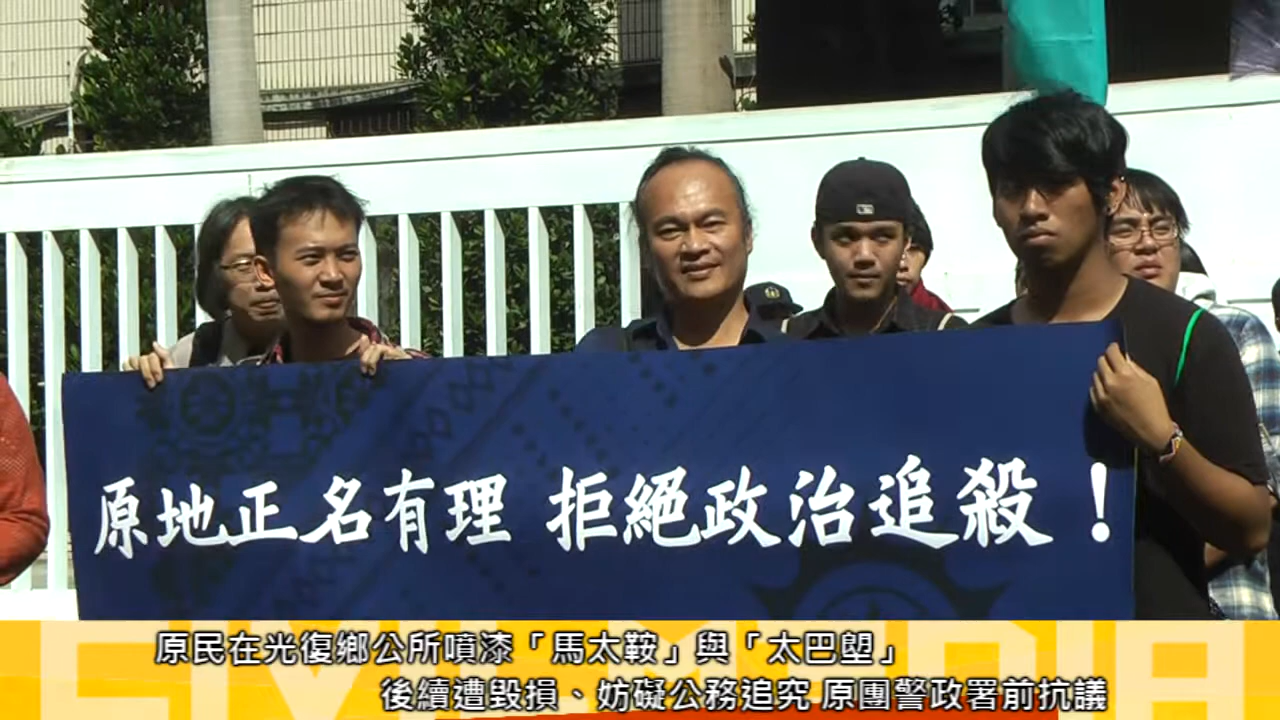 原地正名有理 拒絕政治追殺！
原民在光復鄉公所噴漆「馬太鞍」與「太巴塱」
後續遭毀損、妨礙公務追究 原團警政署前抗議